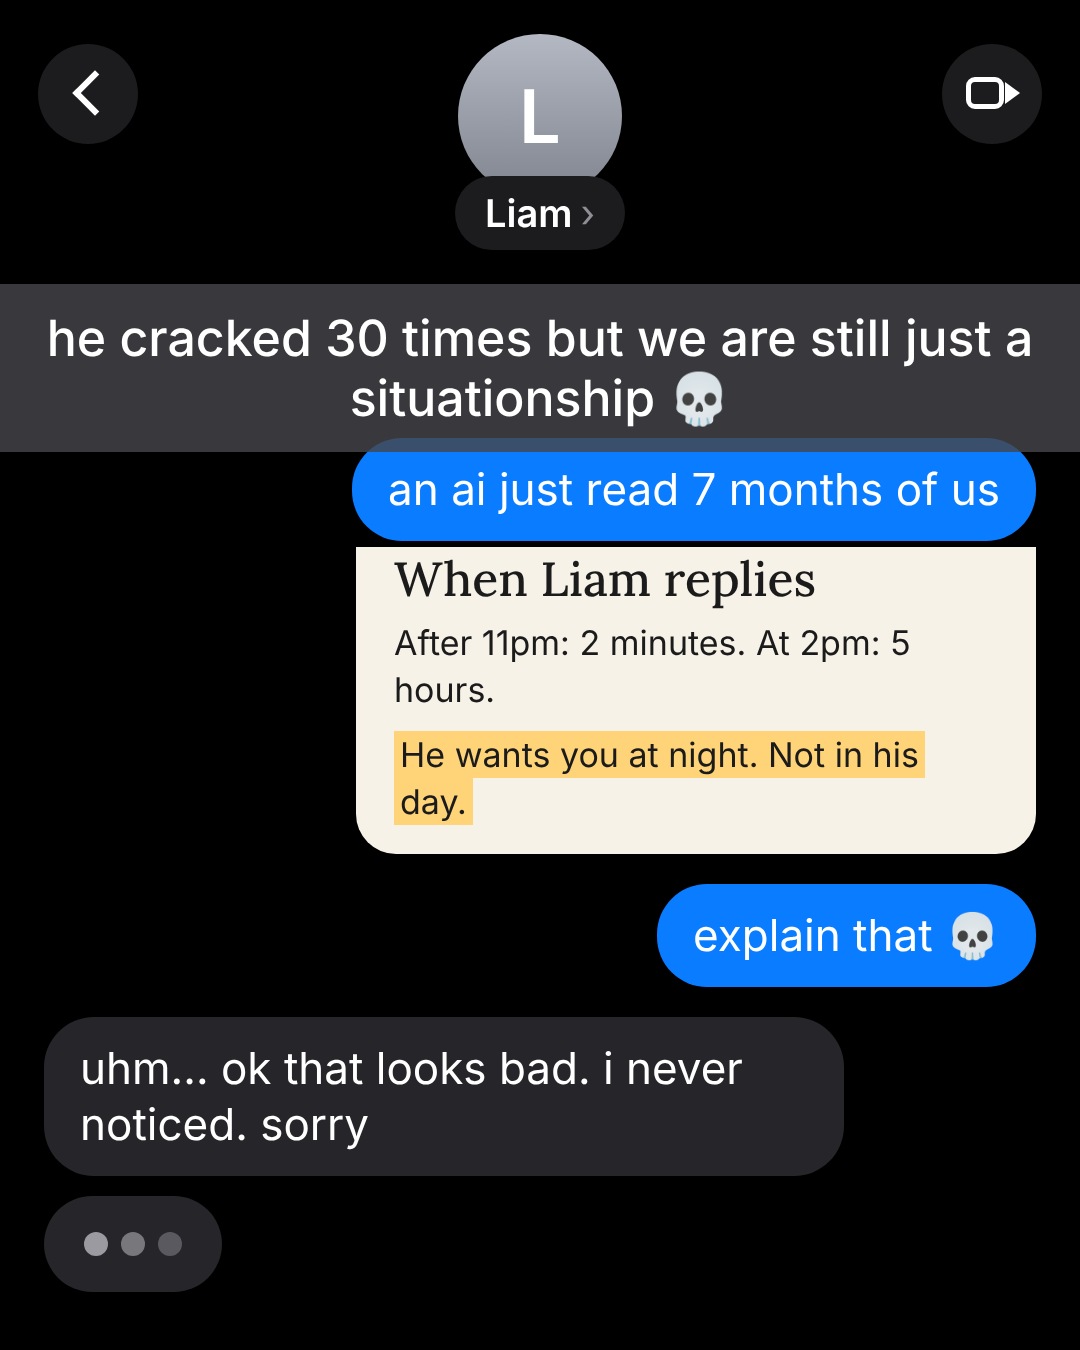 L
Liam ›
he cracked 30 times but we are still just a
situationship 💀
an ai just read 7 months of us
When Liam replies
After 11pm: 2 minutes. At 2pm: 5
hours.
He wants you at night. Not in his
day.
explain that 💀
uhm... ok that looks bad. i never
noticed. sorry